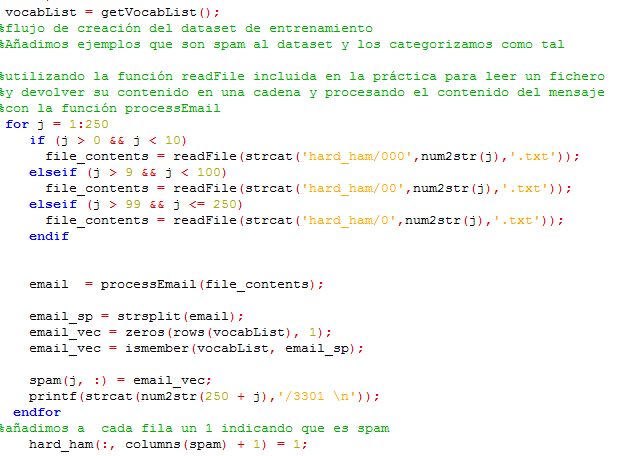 vocabList = getVocabList();
%flujo de creación del dataset de entrenamiento
%Añadimos ejemplos que son spam al dataset y los categorizamos como tal
%utilizando la función readFile incluida en la práctica para leer un fichero
%y devolver su contenido en una cadena y procesando el contenido del mensaje
%con la función processEmail
for j = 1:250
if (j > 0 && j < 10)
file_contents = readFile(strcat('hard_ham/000',num2str(j),'.txt'));
elseif (j > 9 && j < 100)
file_contents = readFile(strcat('hard_ham/00',num2str(j),'.txt'));
elseif (j > 99 && j <= 250)
file_contents = readFile(strcat('hard_ham/0',num2str(j),'.txt'));
endif
email  = processEmail(file_contents);
email_sp = strsplit(email);
email_vec = zeros(rows(vocabList), 1);
email_vec = ismember(vocabList, email_sp);
spam(j, :) = email_vec;
printf(strcat(num2str(250 + j),'/3301 \n'));
endfor
%añadimos a  cada fila un 1 indicando que es spam
hard_ham(:, columns(spam) + 1) = 1;